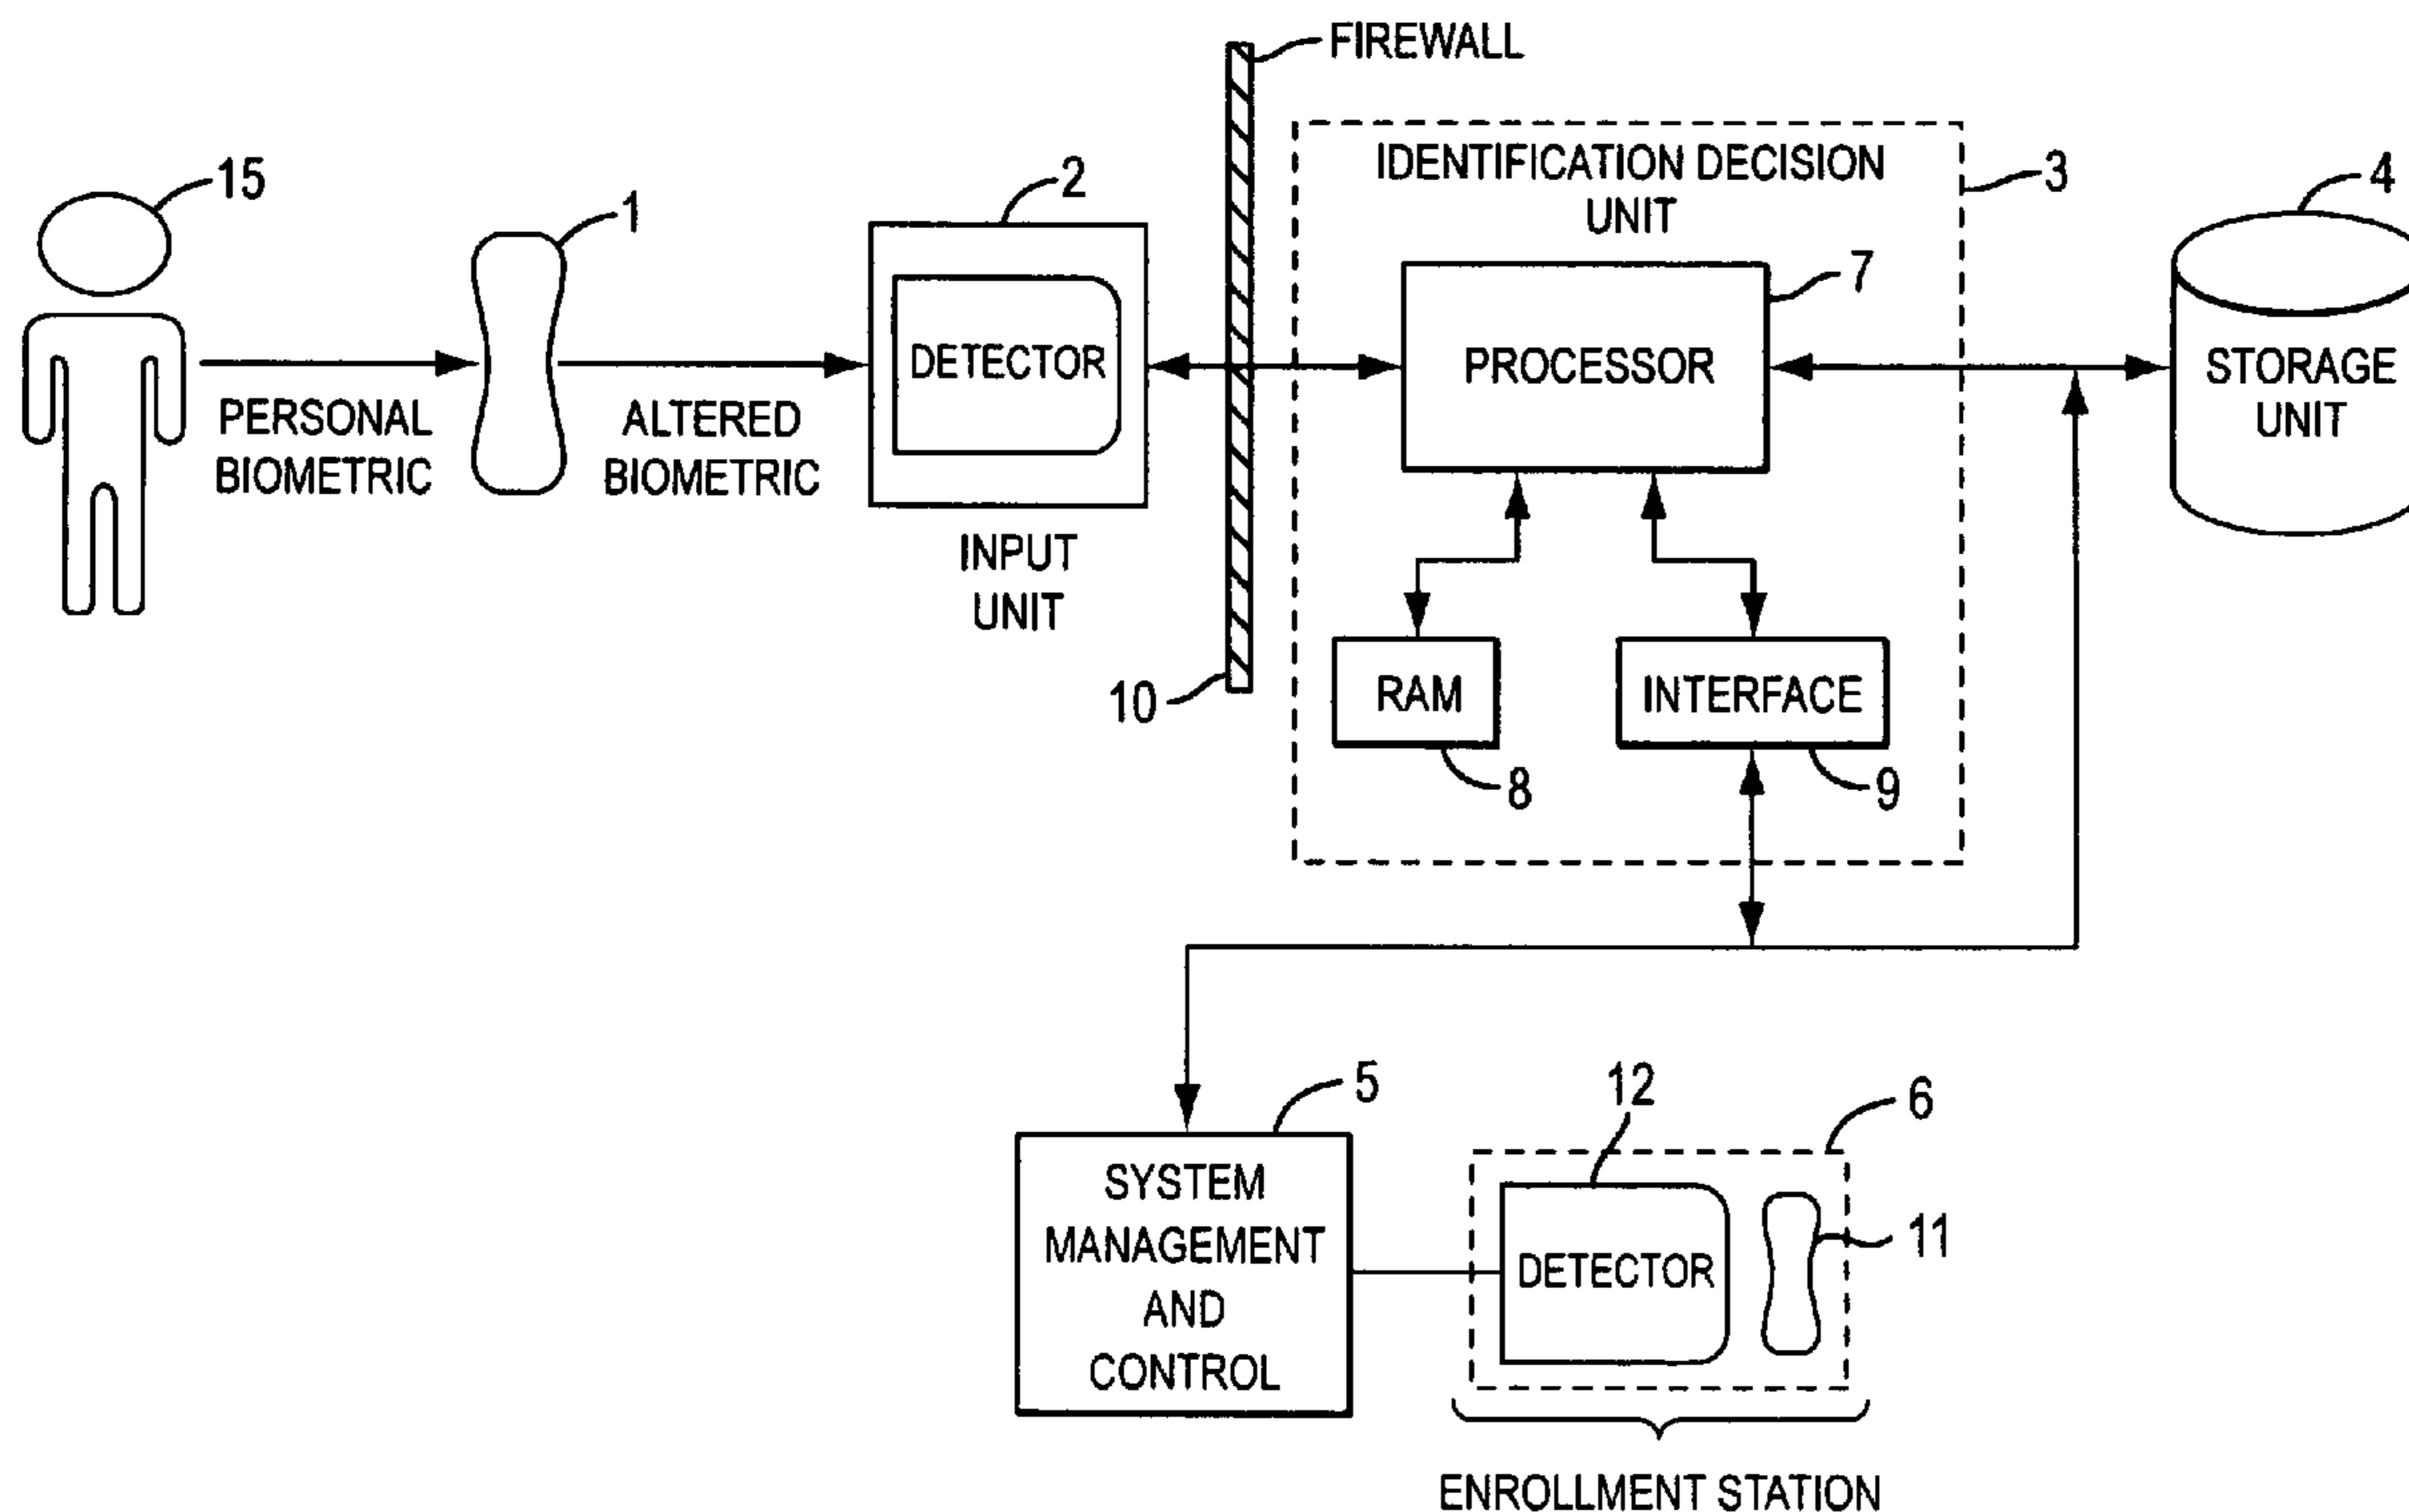 FIREWALL
15
1
2
IDENTIFICATION DECISION
UNIT
3
4
7
DETECTOR
PROCESSOR
STORAGE
UNIT
PERSONAL
BIOMETRIC
ALTERED
BIOMETRIC
INPUT
UNIT
10
RAM
INTERFACE
8
9
5
12
6
SYSTEM
MANAGEMENT
AND
CONTROL
DETECTOR
11
ENROLLMENT STATION